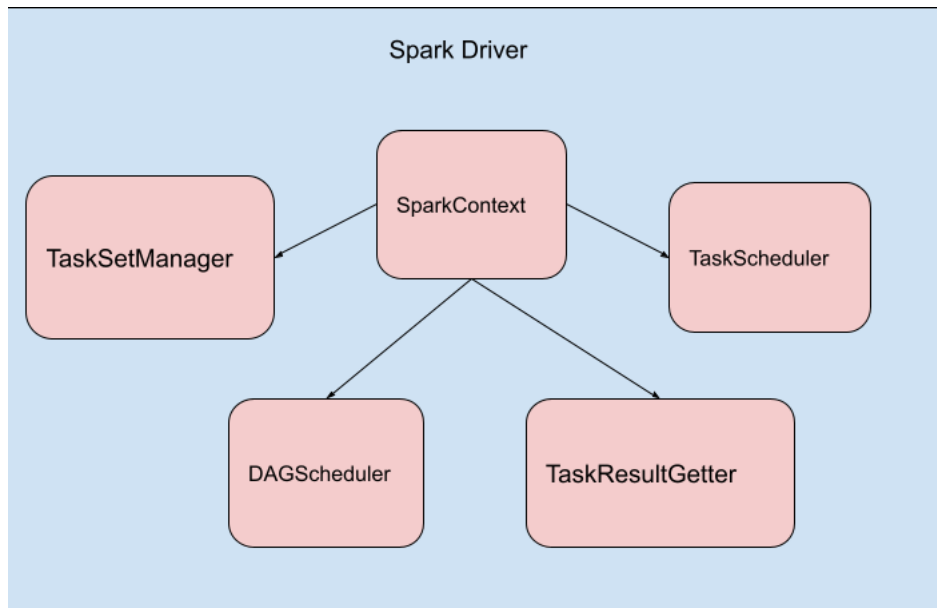 Spark Driver
SparkContext
TaskSetManager
TaskScheduler
DAGScheduler
TaskResultGetter